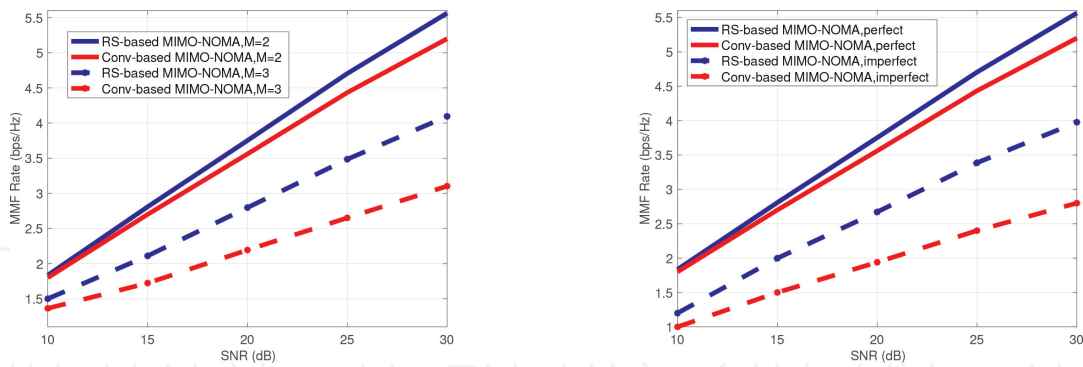 5.5
5
4.5
4
3.5
3
2.5
2
1.5
MMF Rate (bps/Hz)
RS-based MIMO-NOMA,M=2
Conv-based MIMO-NOMA,M=2
RS-based MIMO-NOMA,M=3
Conv-based MIMO-NOMA,M=3
10 15 20 25 30
SNR (dB)
5.5
5
4.5
4
3.5
3
2.5
2
1.5
1
MMF Rate (bps/Hz)
RS-based MIMO-NOMA,perfect
Conv-based MIMO-NOMA,perfect
RS-based MIMO-NOMA,imperfect
Conv-based MIMO-NOMA,imperfect
10 15 20 25 30
SNR (dB)